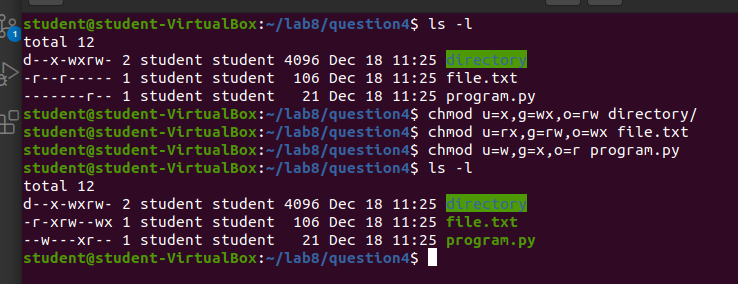 student@student-VirtualBox:~/lab8/question4$ ls -l
total 12
d--x-wxrw- 2 student student 4096 Dec 18 11:25 directory
-r--r----- 1 student student  106 Dec 18 11:25 file.txt
-------r-- 1 student student   21 Dec 18 11:25 program.py
student@student-VirtualBox:~/lab8/question4$ chmod u=x,g=wx,o=rw directory/
student@student-VirtualBox:~/lab8/question4$ chmod u=rx,g=rw,o=wx file.txt
student@student-VirtualBox:~/lab8/question4$ chmod u=w,g=x,o=r program.py
student@student-VirtualBox:~/lab8/question4$ ls -l
total 12
d--x-wxrw- 2 student student 4096 Dec 18 11:25 directory
-r-xrw--wx 1 student student  106 Dec 18 11:25 file.txt
--w---xr-- 1 student student   21 Dec 18 11:25 program.py
student@student-VirtualBox:~/lab8/question4$
1